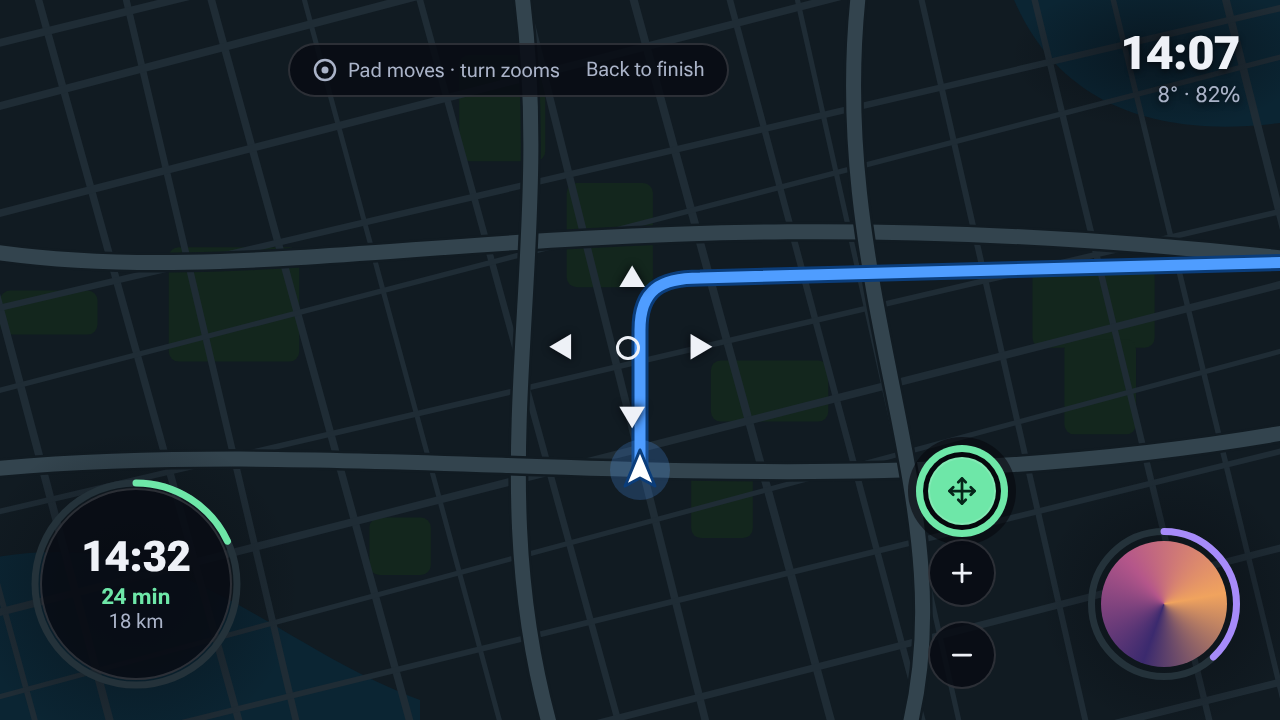 Pad moves · turn zooms Back to finish
14:07
8° · 82%
14:32
24 min
18 km